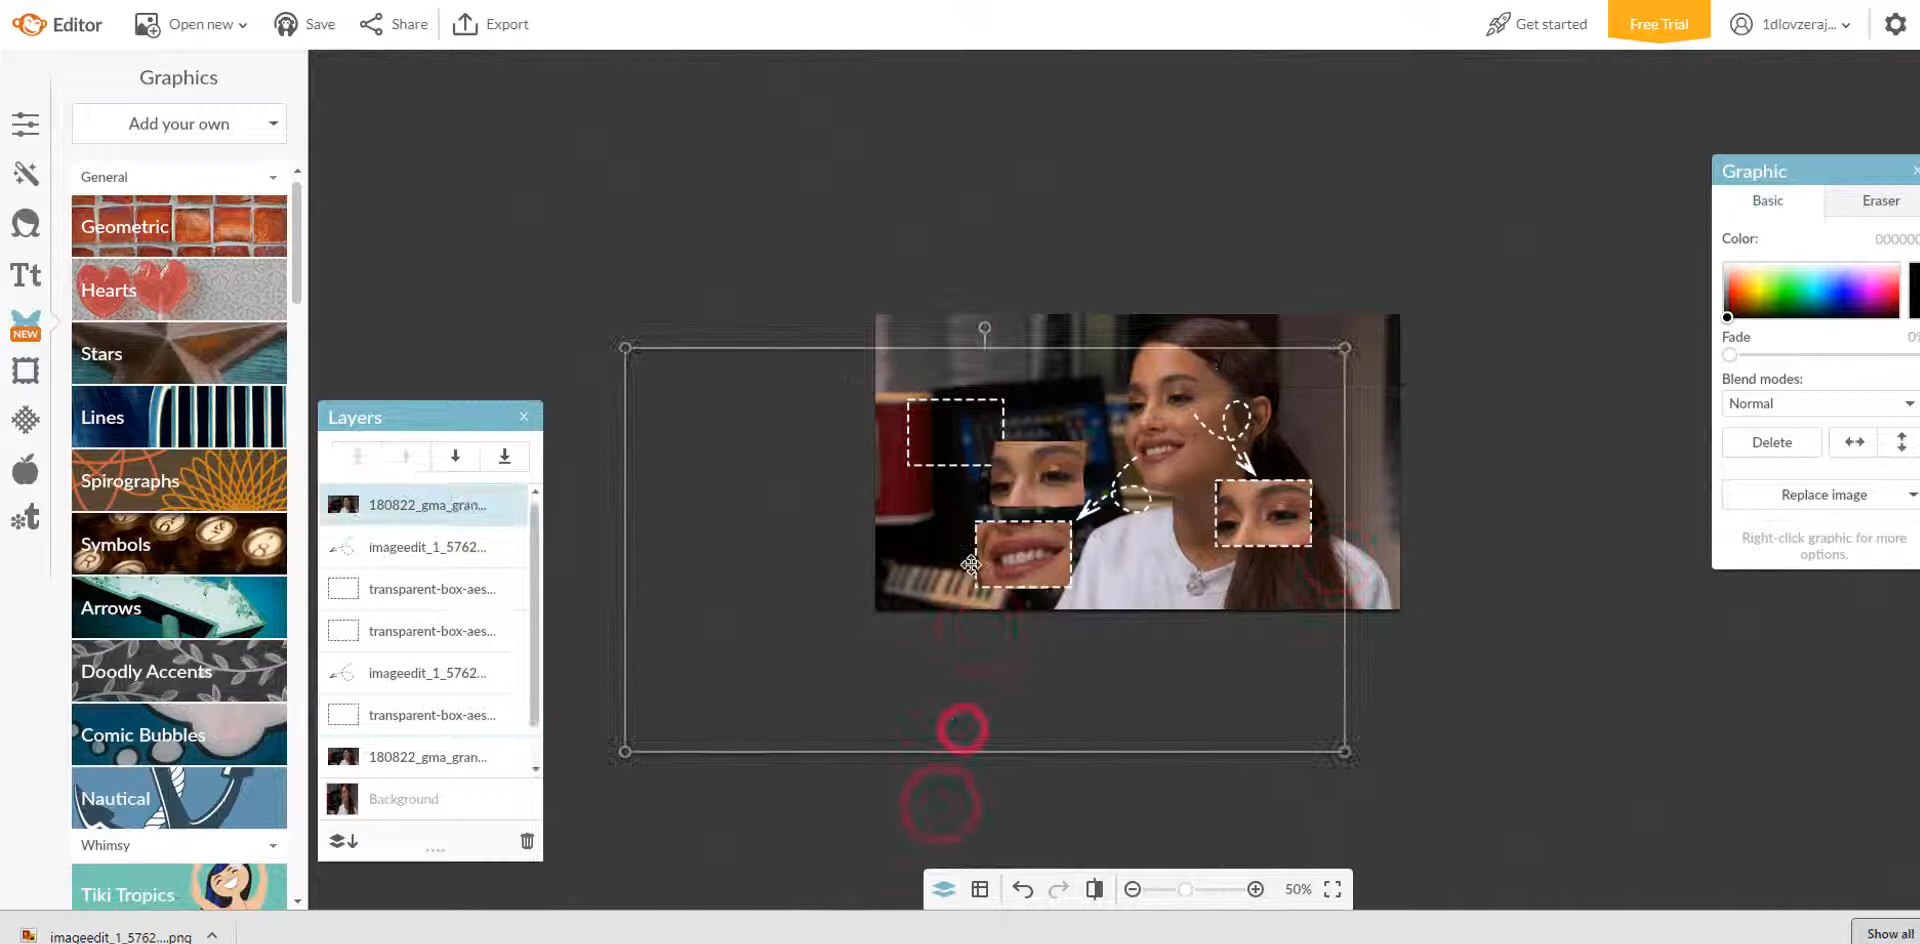 Editor
Open new
Save
Share
Export
Get started
Free Trial
1dlovzeraj...
Graphics
Add your own
General
Geometric
Hearts
Stars
Lines
Spirographs
Symbols
Arrows
Doodly Accents
Comic Bubbles
Nautical
Whimsy
Tiki Tropics
Tt
NEW
t
Layers
180822_gma_gran...
imageedit_1_5762...
transparent-box-aes...
transparent-box-aes...
imageedit_1_5762...
transparent-box-aes...
180822_gma_gran...
Background
Graphic
Basic
Eraser
Color:
000000
Fade
0%
Blend modes:
Normal
Delete
Replace image
Right-click graphic for more
options.
50%
imageedit_1_5762....png
Show all